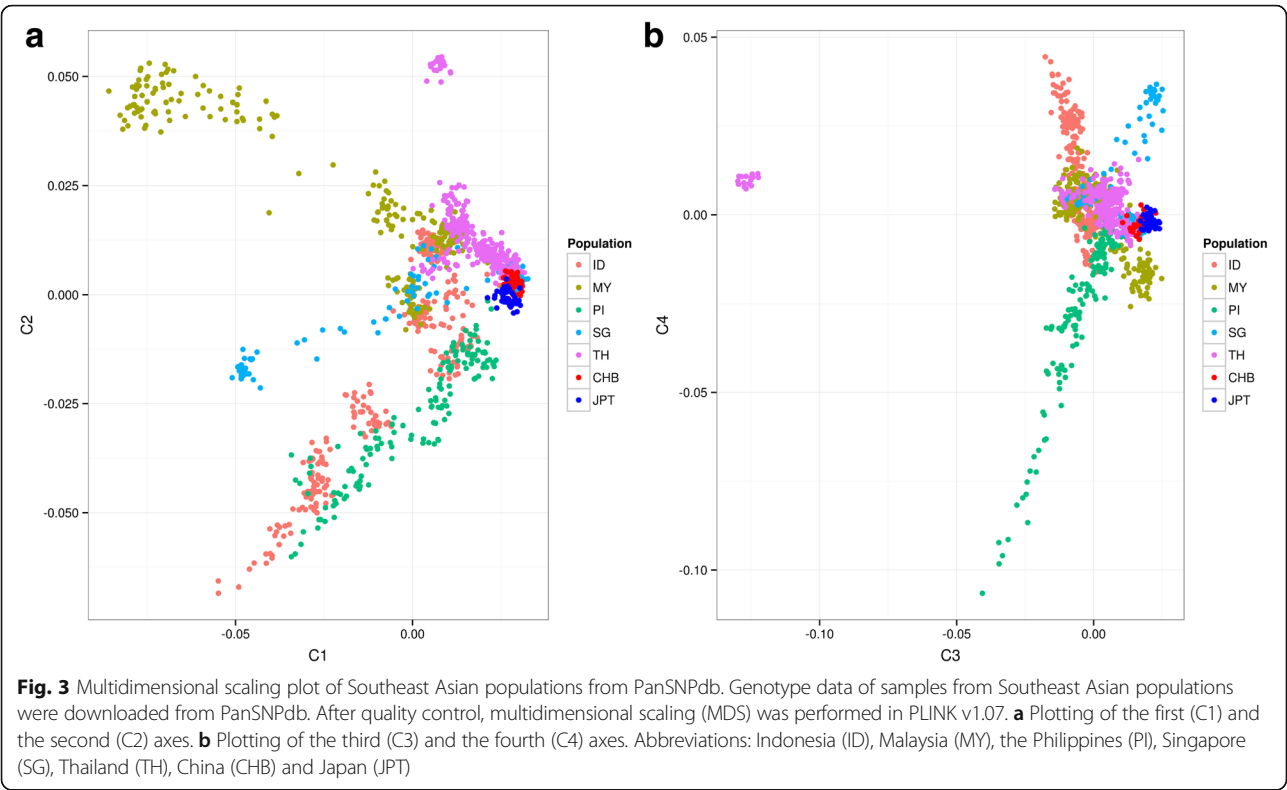 a
0.050
0.025
0.000
-0.025
-0.050
C2
-0.05
0.00
C1
Population
ID
MY
PI
SG
TH
CHB
JPT
b
0.05
0.00
-0.05
-0.10
C4
-0.10
-0.05
0.00
C3
Population
ID
MY
PI
SG
TH
CHB
JPT
Fig. 3 Multidimensional scaling plot of Southeast Asian populations from PanSNPdb. Genotype data of samples from Southeast Asian populations
were downloaded from PanSNPdb. After quality control, multidimensional scaling (MDS) was performed in PLINK v1.07. a Plotting of the first (C1) and
the second (C2) axes. b Plotting of the third (C3) and the fourth (C4) axes. Abbreviations: Indonesia (ID), Malaysia (MY), the Philippines (PI), Singapore
(SG), Thailand (TH), China (CHB) and Japan (JPT)